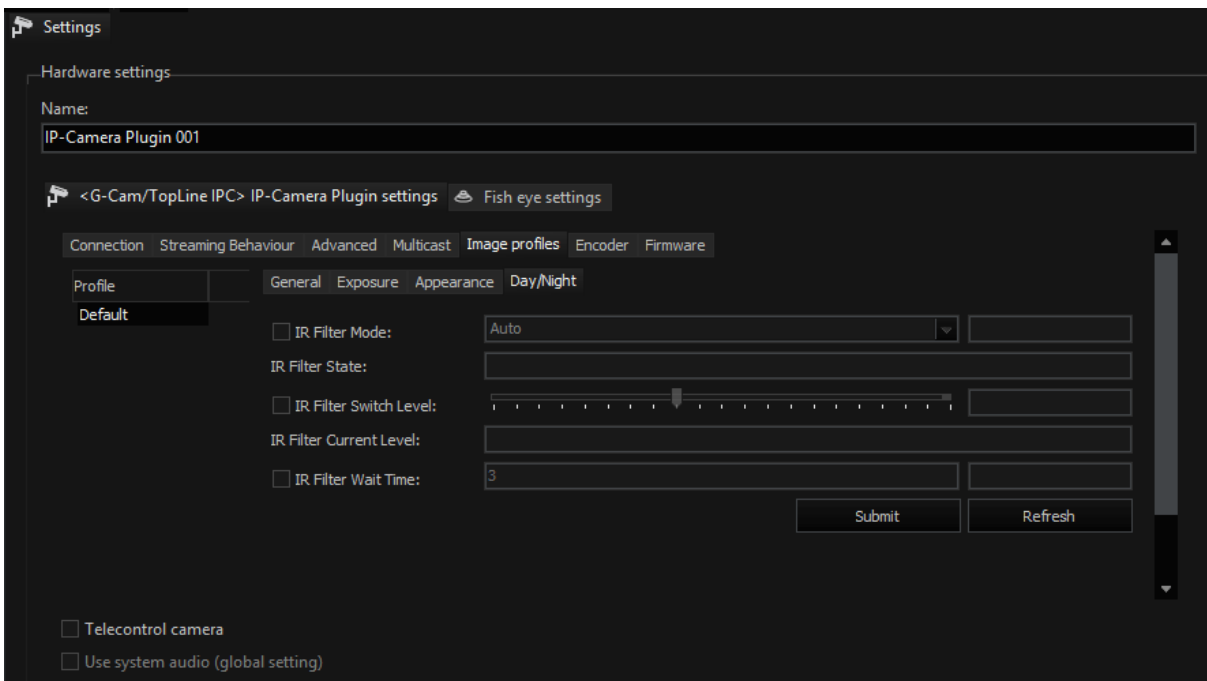 Settings
Hardware settings
Name:
IP-Camera Plugin 001
<G-Cam/TopLine IPC> IP-Camera Plugin settings Fish eye settings
Connection Streaming Behaviour Advanced Multicast Image profiles Encoder Firmware
Profile General Exposure Appearance Day/Night
Default
IR Filter Mode: Auto
IR Filter State:
IR Filter Switch Level:
IR Filter Current Level:
IR Filter Wait Time: 3
Submit Refresh
Telecontrol camera
Use system audio (global setting)